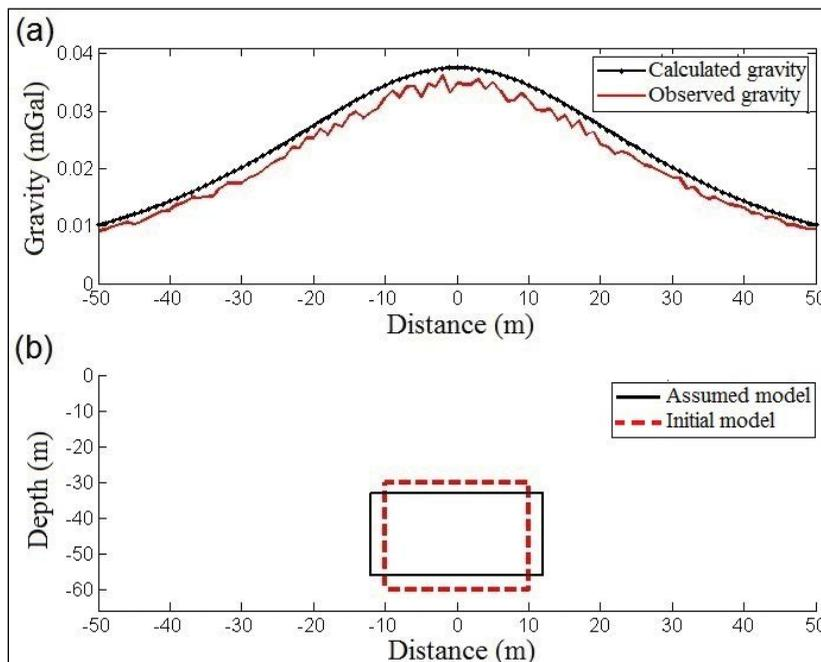 (a)
0.04
0.03
0.02
0.01
0
Gravity (mGal)
Calculated gravity
Observed gravity
-50 -40 -30 -20 -10 0 10 20 30 40 50
Distance (m)
(b)
0
-10
-20
-30
-40
-50
-60
Depth (m)
Assumed model
Initial model
-50 -40 -30 -20 -10 0 10 20 30 40 50
Distance (m)